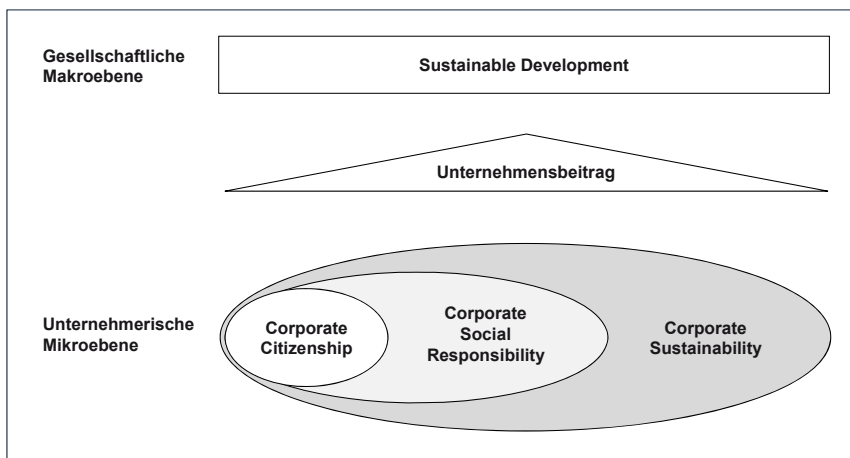 Gesellschaftliche
Makroebene
Sustainable Development
Unternehmensbeitrag
Unternehmerische
Mikroebene
Corporate
Citizenship
Corporate
Social
Responsibility
Corporate
Sustainability